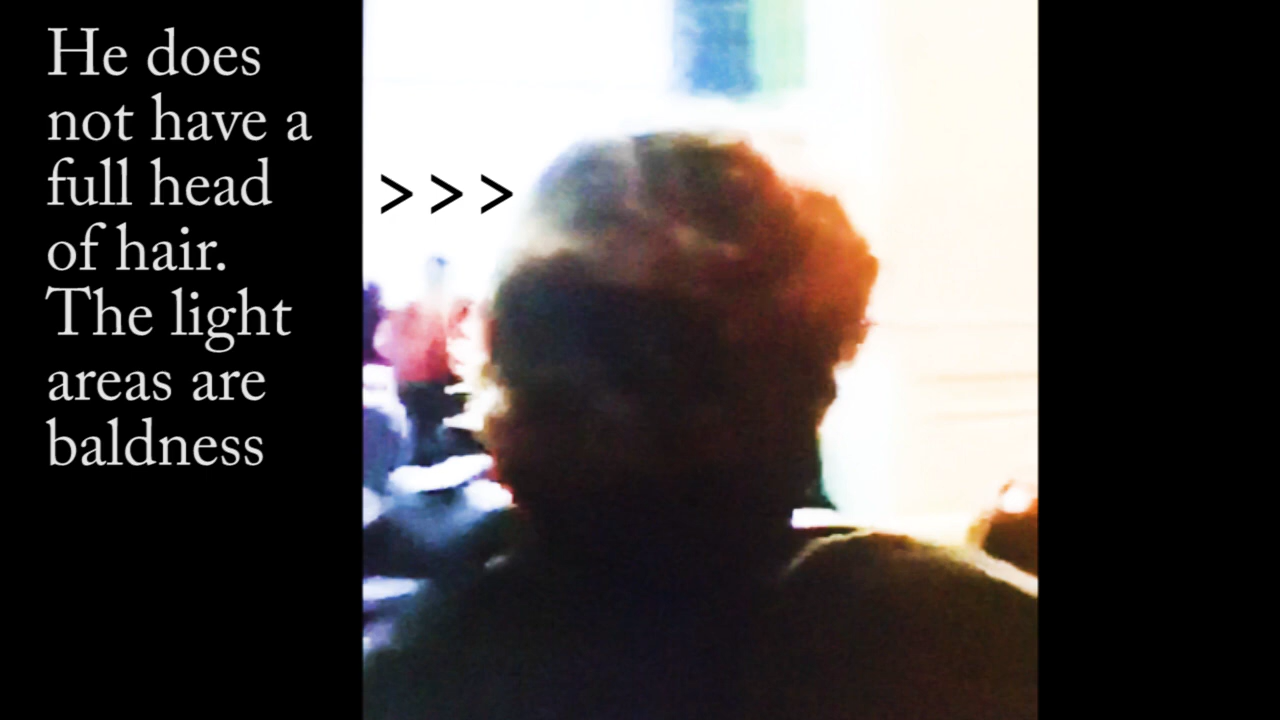 He does
not have a
full head
of hair.
The light
areas are
baldness
>>>